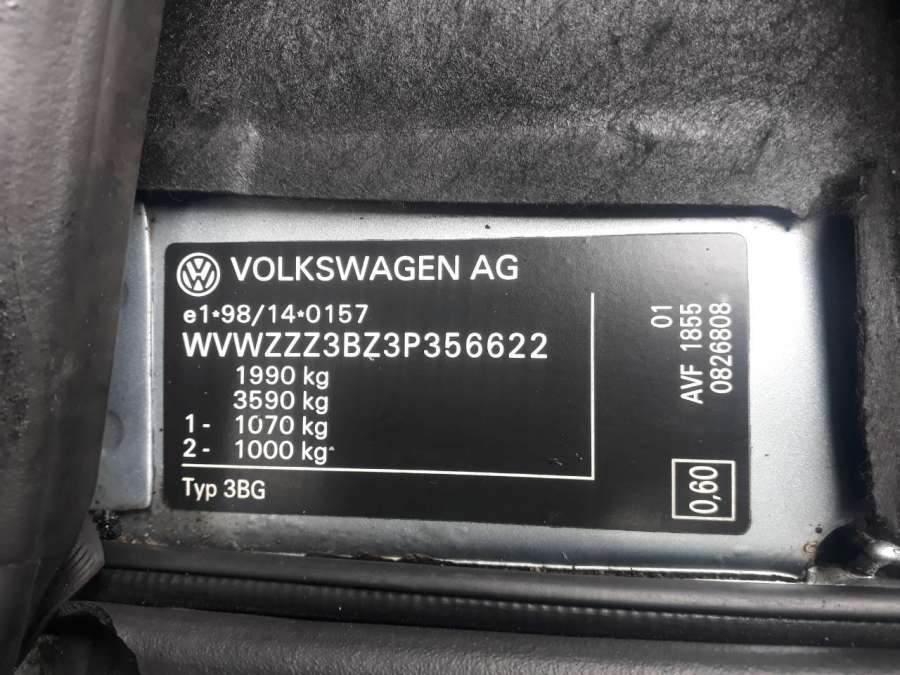 VOLKSWAGEN AG
e1*98/14*0157
WVWZZZ3BZ3P356622
1990 kg
3590 kg
1- 1070 kg
2- 1000 kg
Typ 3BG
01
AVF 1855
0826808
0,60